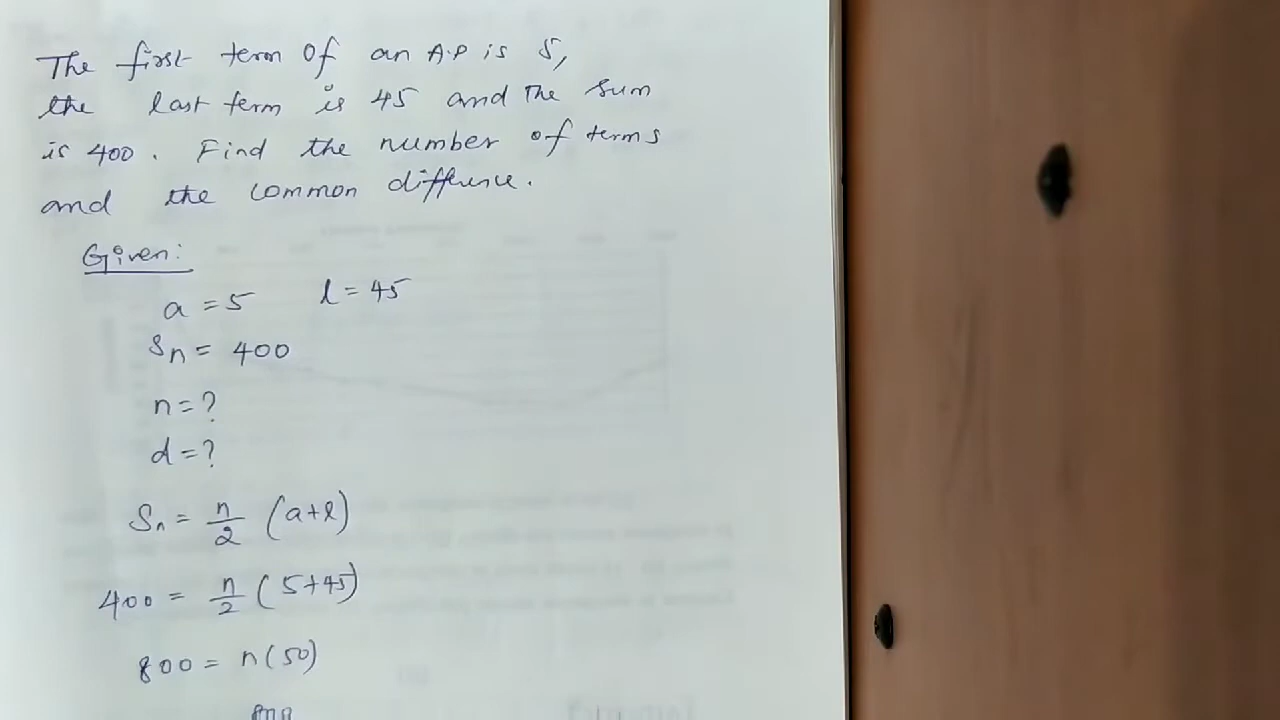 The first term of an A.P is 5,
the last term is 45 and The sum
is 400. Find the number of terms
and the common difference.
Given:
a = 5 l = 45
Sn = 400
n = ?
d = ?
Sn = n/2 (a+l)
400 = n/2 (5+45)
800 = n(50)